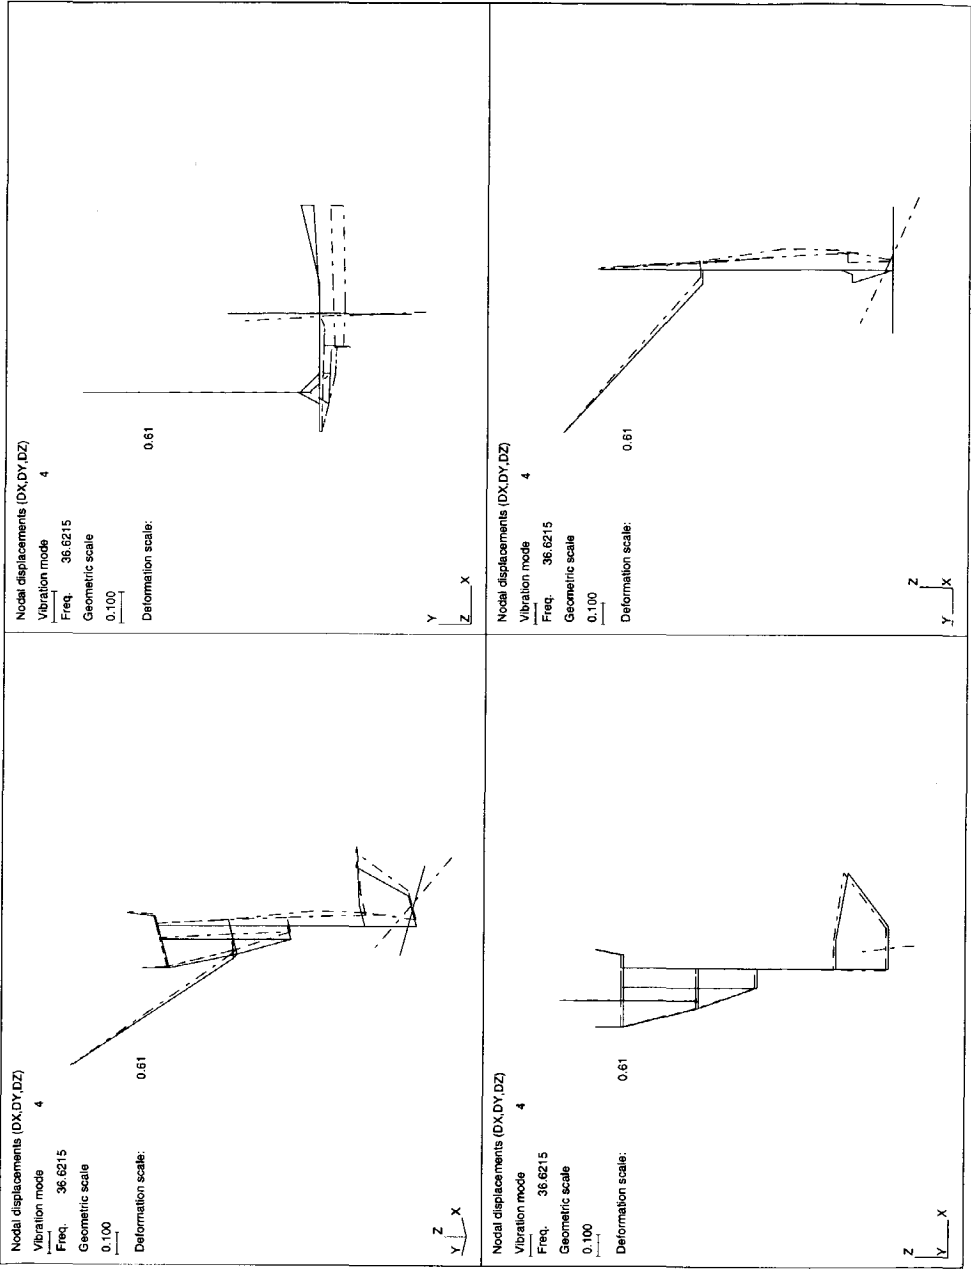 Nodal displacements (DX,DY,DZ)
Vibration mode 4
Freq. 36.6215
Geometric scale
0.100
Deformation scale: 0.61
Y Z X
Nodal displacements (DX,DY,DZ)
Vibration mode 4
Freq. 36.6215
Geometric scale
0.100
Deformation scale: 0.61
Y
Z X
Nodal displacements (DX,DY,DZ)
Vibration mode 4
Freq. 36.6215
Geometric scale
0.100
Deformation scale: 0.61
Z
Y X
Nodal displacements (DX,DY,DZ)
Vibration mode 4
Freq. 36.6215
Geometric scale
0.100
Deformation scale: 0.61
Z
Y X